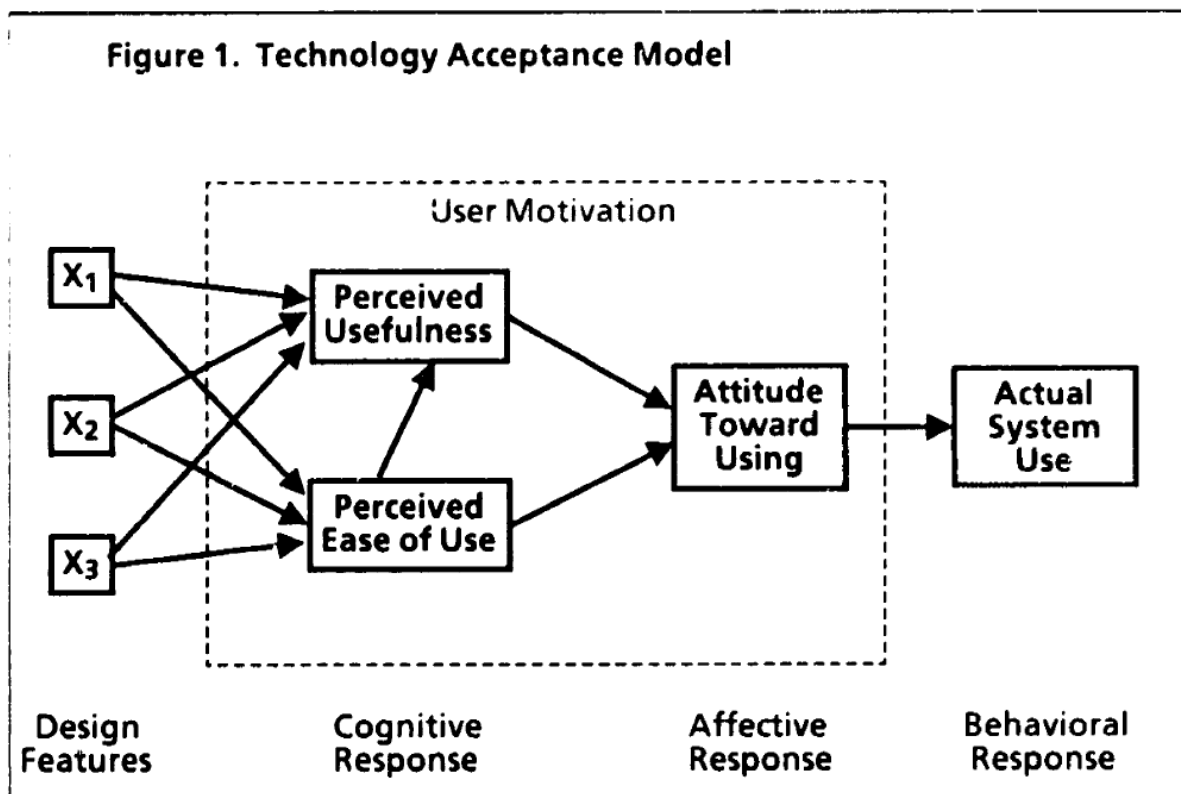 Figure 1. Technology Acceptance Model
User Motivation
X1
Perceived
Usefulness
X2
Attitude
Toward
Using
Actual
System
Use
X3
Perceived
Ease of Use
Design
Features
Cognitive
Response
Affective
Response
Behavioral
Response